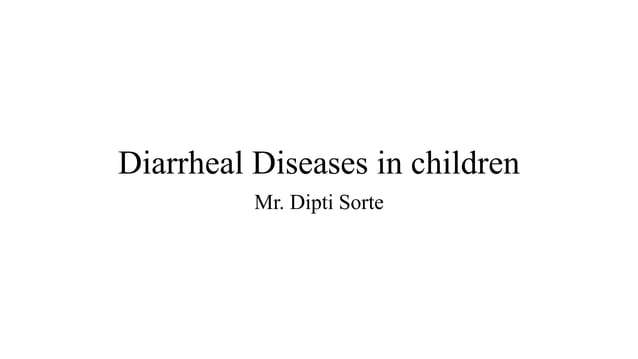 Diarrheal Diseases in children
Mr. Dipti Sorte